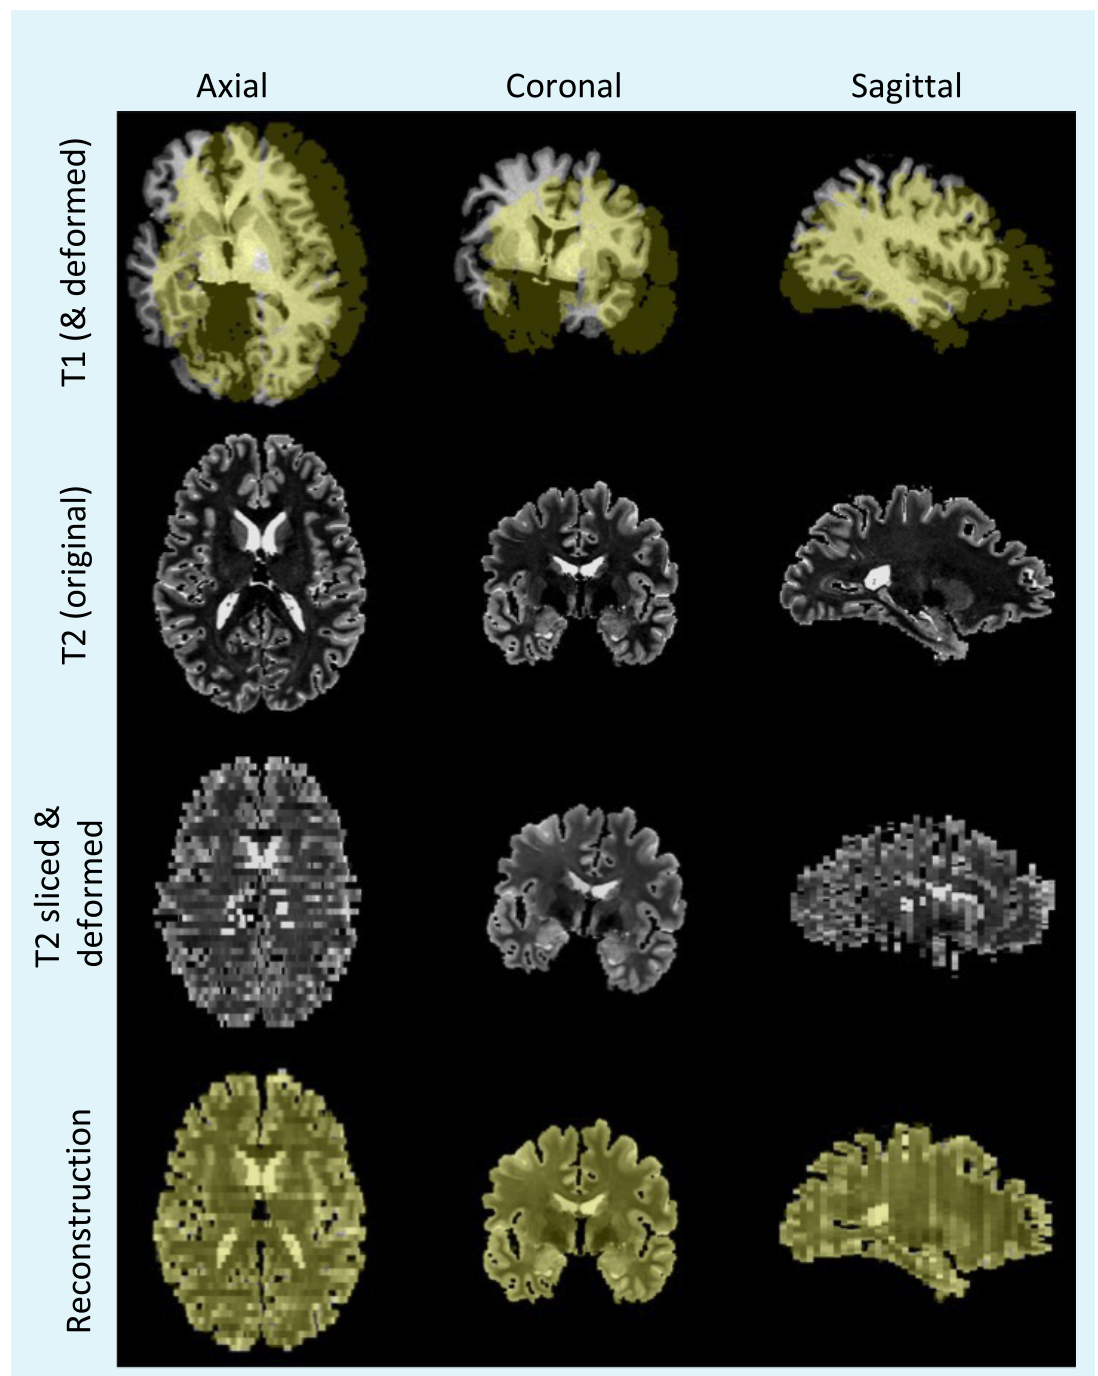 Axial
Coronal
Sagittal
T1 (& deformed)
T2 (original)
T2 sliced &
deformed
Reconstruction